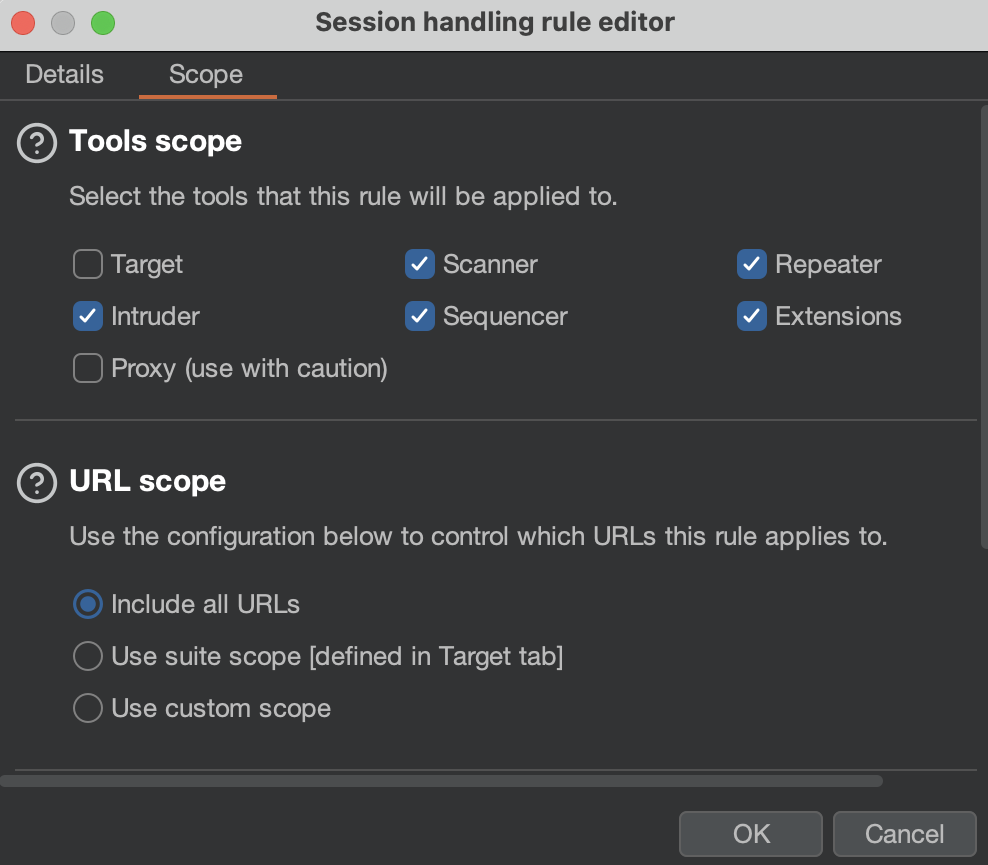 Session handling rule editor
Details Scope
Tools scope
Select the tools that this rule will be applied to.
Target Scanner Repeater
Intruder Sequencer Extensions
Proxy (use with caution)
URL scope
Use the configuration below to control which URLs this rule applies to.
Include all URLs
Use suite scope [defined in Target tab]
Use custom scope
OK Cancel